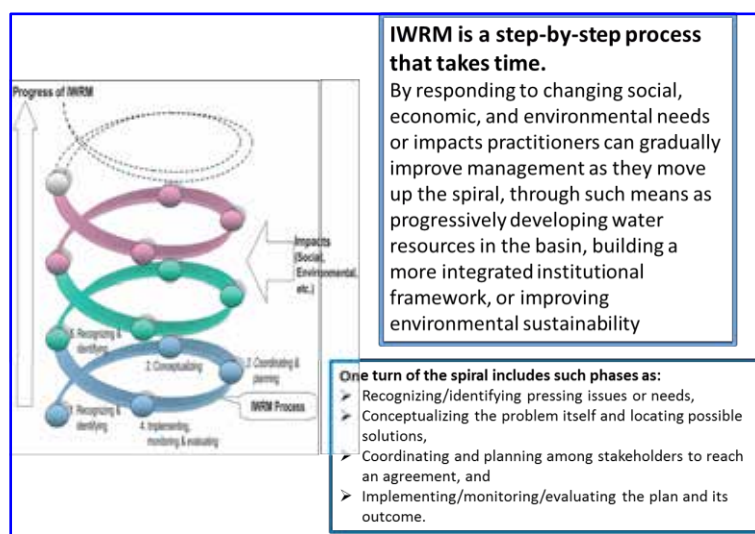 IWRM is a step-by-step process
that takes time.
By responding to changing social,
economic, and environmental needs
or impacts practitioners can gradually
improve management as they move
up the spiral, through such means as
progressively developing water
resources in the basin, building a
more integrated institutional
framework, or improving
environmental sustainability
Progress of IWRM
Impacts
(Social,
Environmental,
etc.)
5. Recognizing &
identifying
2. Conceptualizing
3. Coordinating &
planning
IWRM Process
1. Recognizing &
identifying
4. Implementing,
monitoring & evaluating
One turn of the spiral includes such phases as:
➢ Recognizing/identifying pressing issues or needs,
➢ Conceptualizing the problem itself and locating possible
solutions,
➢ Coordinating and planning among stakeholders to reach
an agreement, and
➢ Implementing/monitoring/evaluating the plan and its
outcome.